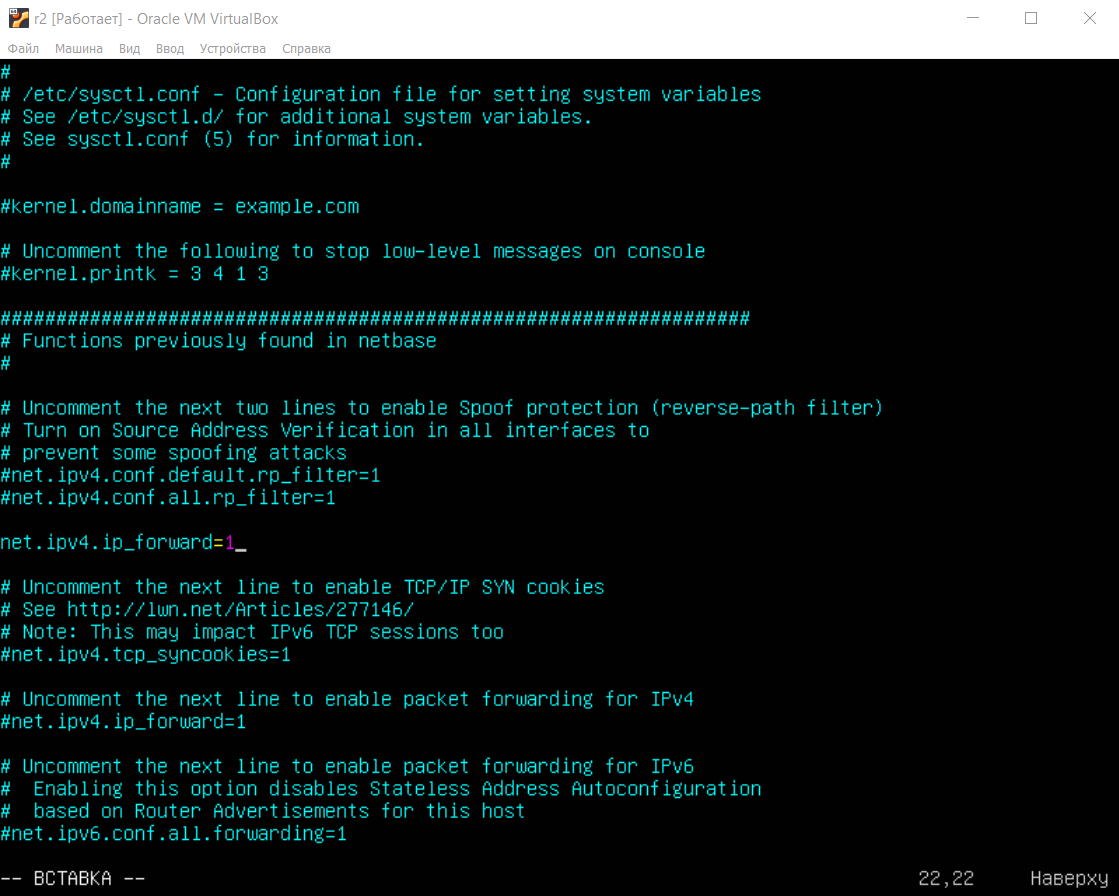 r2 [Работает] - Oracle VM VirtualBox
Файл Машина Вид Ввод Устройства Справка
#
# /etc/sysctl.conf - Configuration file for setting system variables
# See /etc/sysctl.d/ for additional system variables.
# See sysctl.conf (5) for information.
#
#kernel.domainname = example.com
# Uncomment the following to stop low-level messages on console
#kernel.printk = 3 4 1 3
###################################################################
# Functions previously found in netbase
#
# Uncomment the next two lines to enable Spoof protection (reverse-path filter)
# Turn on Source Address Verification in all interfaces to
# prevent some spoofing attacks
#net.ipv4.conf.default.rp_filter=1
#net.ipv4.conf.all.rp_filter=1
net.ipv4.ip_forward=1_
# Uncomment the next line to enable TCP/IP SYN cookies
# See http://lwn.net/Articles/277146/
# Note: This may impact IPv6 TCP sessions too
#net.ipv4.tcp_syncookies=1
# Uncomment the next line to enable packet forwarding for IPv4
#net.ipv4.ip_forward=1
# Uncomment the next line to enable packet forwarding for IPv6
#  Enabling this option disables Stateless Address Autoconfiguration
#  based on Router Advertisements for this host
#net.ipv6.conf.all.forwarding=1
-- ВСТАВКА -- 22,22 Наверху